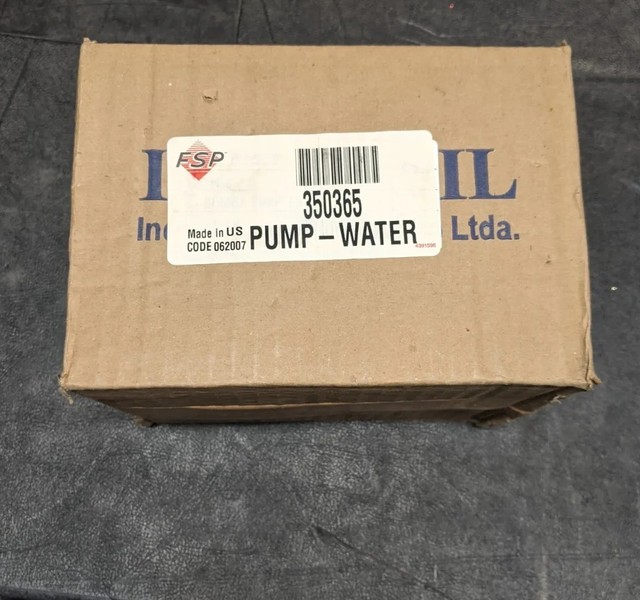 FSP
350365
Made in US
CODE 062007 PUMP-WATER
Ltda.